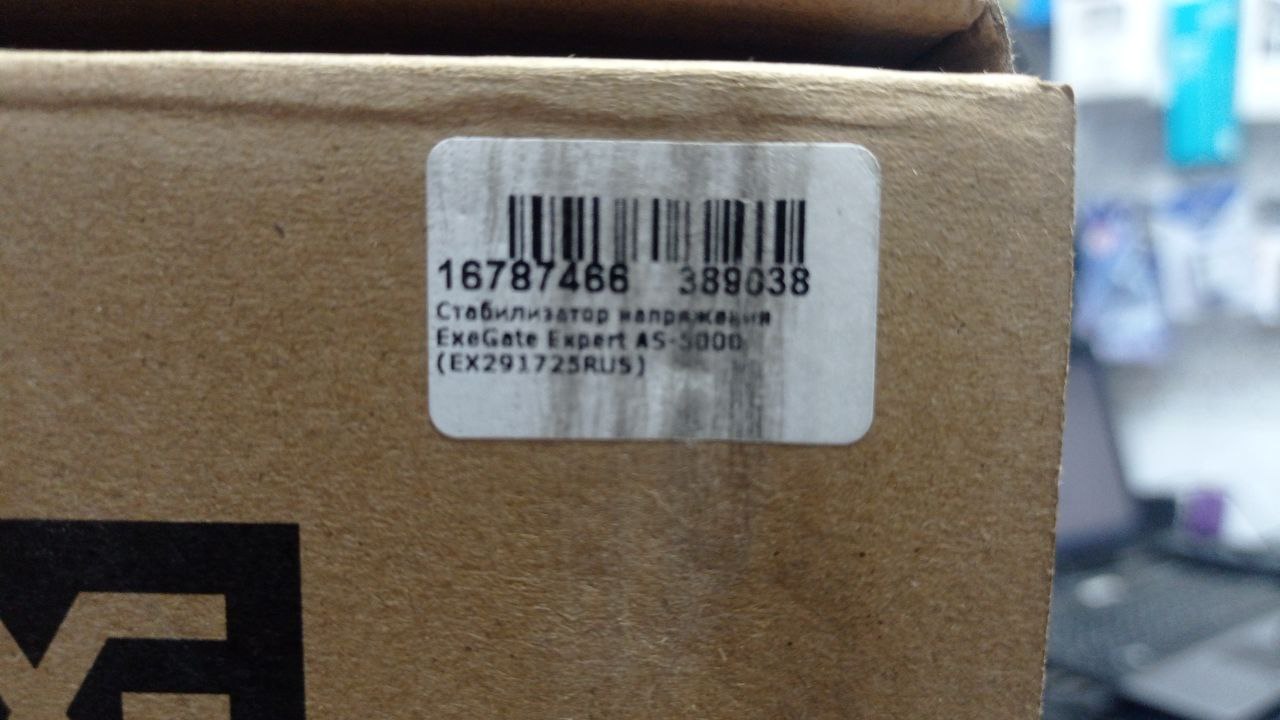 16787466 389038
Стабилизатор напряжения
ExeGate Expert AS-5000
(EX291725RUS)